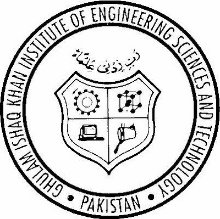 GHULAM ISHAQ KHAN INSTITUTE OF ENGINEERING SCIENCES AND TECHNOLOGY
رب زدنی علما
• PAKISTAN •